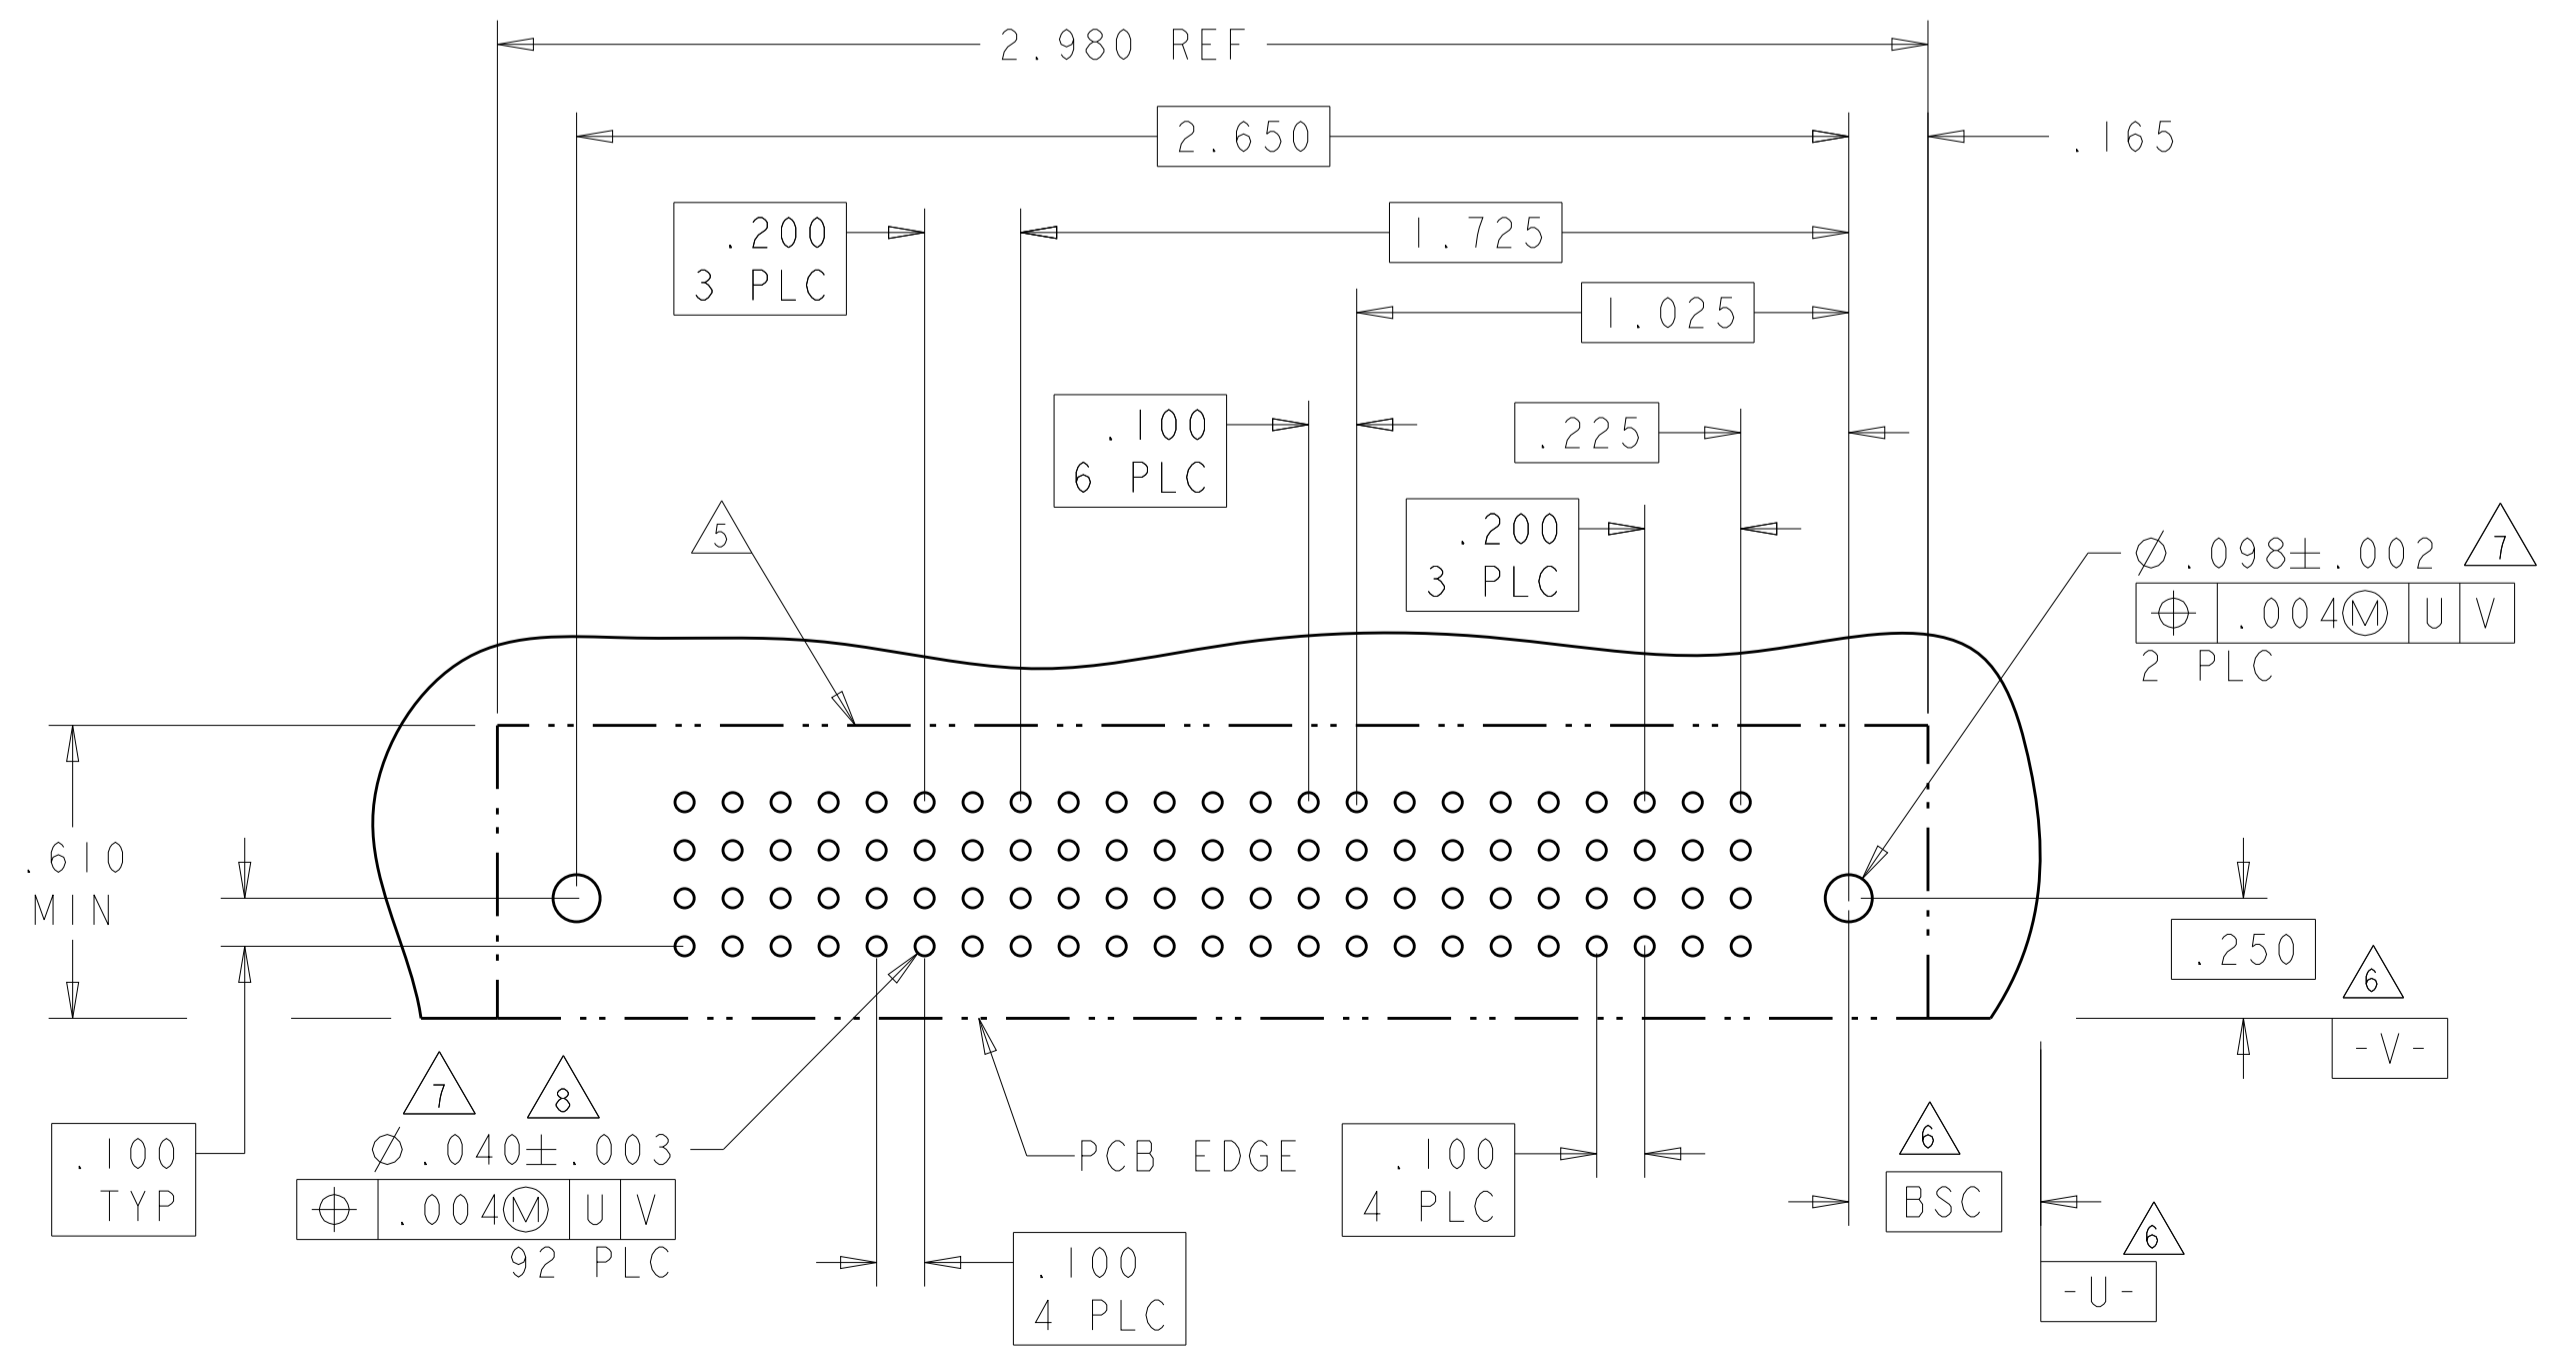 2.980 REF
2.650
.165
.200
3 PLC
1.725
1.025
.100
6 PLC
.225
.200
3 PLC
5
Ø.098±.002
7
⌖ .004Ⓜ U V
2 PLC
.610
MIN
.250
6
-V-
7
8
Ø.040±.003
⌖ .004Ⓜ U V
92 PLC
.100
TYP
PCB EDGE
.100
4 PLC
.100
4 PLC
6
BSC
6
-U-